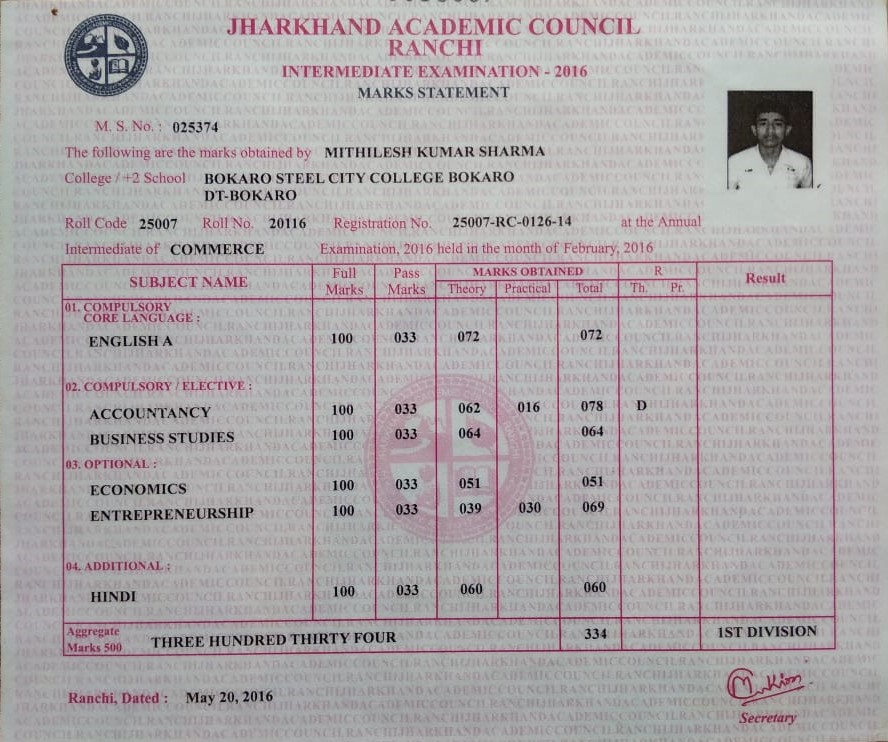 JHARKHAND ACADEMIC COUNCIL
RANCHI
INTERMEDIATE EXAMINATION - 2016
MARKS STATEMENT
M. S. No. : 025374
The following are the marks obtained by MITHILESH KUMAR SHARMA
College / +2 School BOKARO STEEL CITY COLLEGE BOKARO
DT-BOKARO
Roll Code 25007 Roll No. 20116 Registration No. 25007-RC-0126-14 at the Annual
Intermediate of COMMERCE Examination, 2016 held in the month of February, 2016
SUBJECT NAME Full Marks Pass Marks MARKS OBTAINED R Result
Theory Practical Total Th. Pr.
01. COMPULSORY
CORE LANGUAGE :
ENGLISH A 100 033 072 072
02. COMPULSORY / ELECTIVE :
ACCOUNTANCY 100 033 062 016 078 D
BUSINESS STUDIES 100 033 064 064
03. OPTIONAL :
ECONOMICS 100 033 051 051
ENTREPRENEURSHIP 100 033 039 030 069
04. ADDITIONAL :
HINDI 100 033 060 060
Aggregate
Marks 500 THREE HUNDRED THIRTY FOUR 334 1ST DIVISION
Ranchi, Dated : May 20, 2016
Secretary